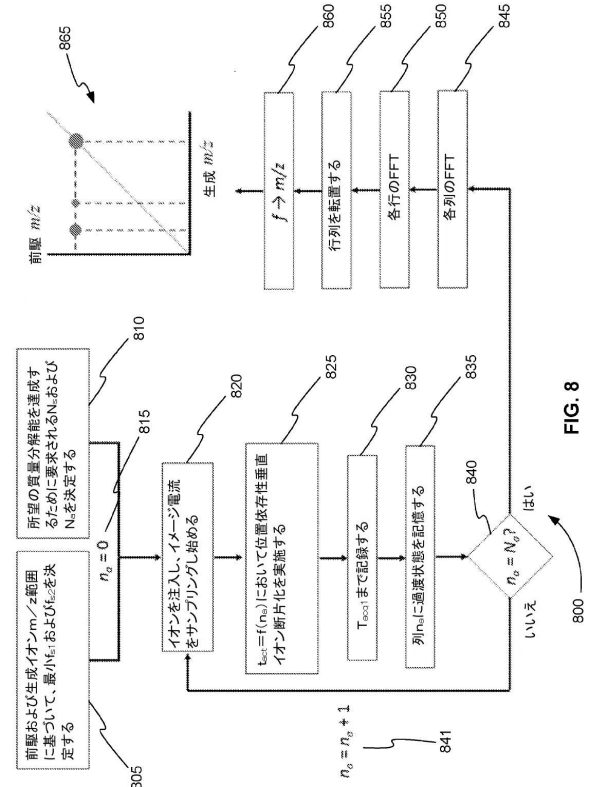 前駆および生成イオンm／z範囲
に基づいて、最小fs1およびfs2を決
定する
805
所望の質量分解能を達成す
るために要求されるNsおよび
Naを決定する
810
na = 0
815
イオンを注入し、イメージ電流
をサンプリングし始める
820
tact=f(na)において位置依存性垂直
イオン断片化を実施する
825
Tacq1まで記録する
830
列naに過渡状態を記憶する
835
na = Na?
840
いいえ
はい
na = na + 1
841
800
各列のFFT
845
各行のFFT
850
行列を転置する
855
f → m/z
860
前駆 m/z
生成 m/z
865
FIG. 8